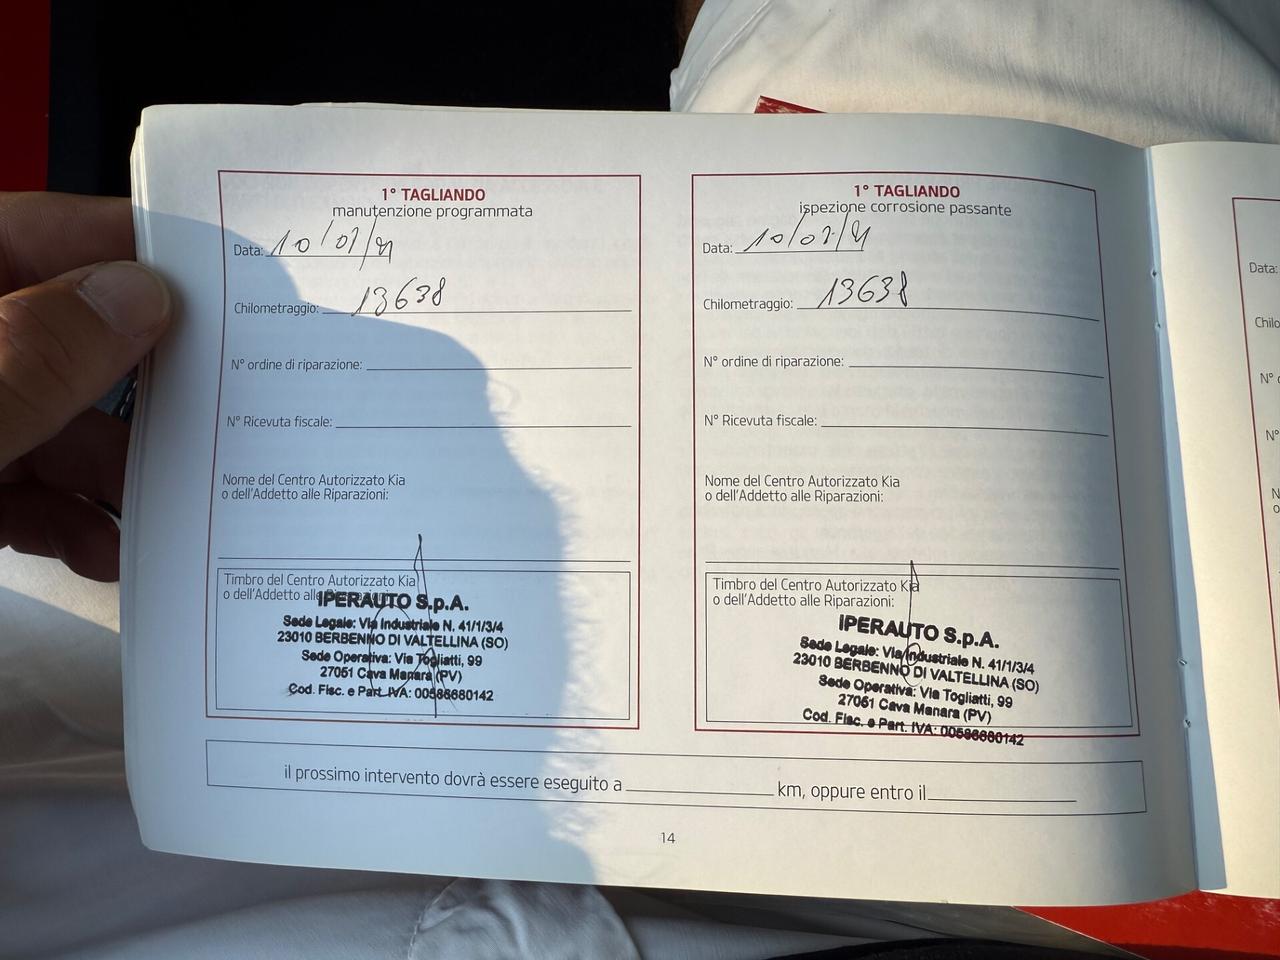 1° TAGLIANDO
manutenzione programmata
Data:
Chilometraggio: 13638
N° ordine di riparazione:
N° Ricevuta fiscale:
Nome del Centro Autorizzato Kia
o dell'Addetto alle Riparazioni:
Timbro del Centro Autorizzato Kia
o dell'Addetto alle Riparazioni:
IPERAUTO S.p.A.
Sede Legale: Via Industriale N. 41/1/3/4
23010 BERBENNO DI VALTELLINA (SO)
Sede Operativa: Via Togliatti, 99
27051 Cava Manara (PV)
Cod. Fisc. e Part. IVA: 00586680142
1° TAGLIANDO
ispezione corrosione passante
Data:
Chilometraggio: 13638
N° ordine di riparazione:
N° Ricevuta fiscale:
Nome del Centro Autorizzato Kia
o dell'Addetto alle Riparazioni:
Timbro del Centro Autorizzato Kia
o dell'Addetto alle Riparazioni:
IPERAUTO S.p.A.
Sede Legale: Via Industriale N. 41/1/3/4
23010 BERBENNO DI VALTELLINA (SO)
Sede Operativa: Via Togliatti, 99
27051 Cava Manara (PV)
Cod. Fisc. e Part. IVA: 00586680142
il prossimo intervento dovrà essere eseguito a km, oppure entro il
14
Data:
Chilo
N°
N°